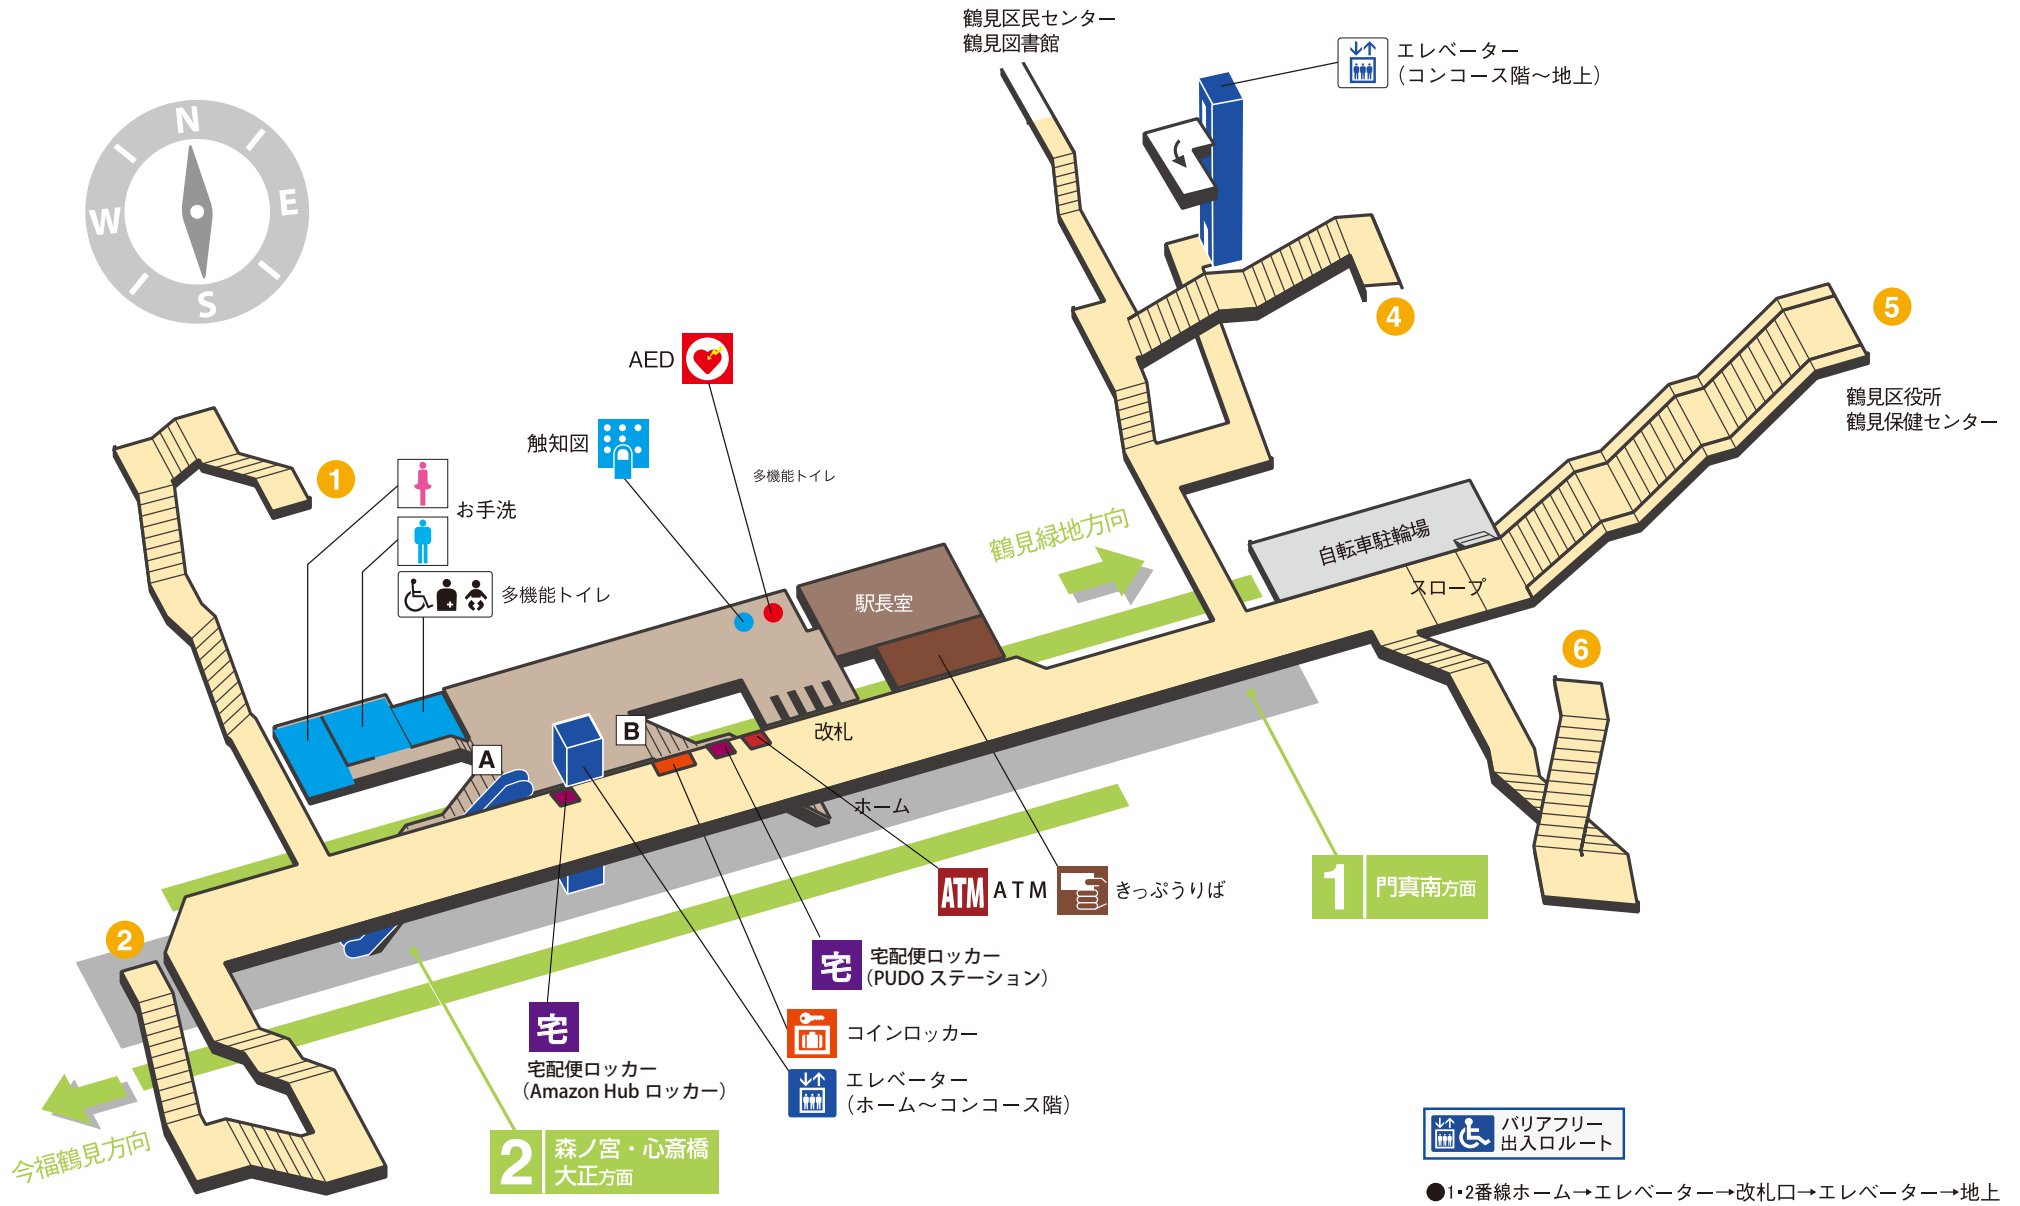 鶴見区民センター
鶴見図書館
エレベーター
（コンコース階～地上）
N
E
W
S
4
5
鶴見区役所
鶴見保健センター
AED
触知図
多機能トイレ
1
お手洗
多機能トイレ
鶴見緑地方向
自転車駐輪場
スロープ
駅長室
6
B
改札
A
ホーム
2
ATM
ATM
きっぷうりば
1
門真南方面
宅
宅配便ロッカー
（PUDO ステーション）
宅
宅配便ロッカー
（Amazon Hub ロッカー）
コインロッカー
エレベーター
（ホーム～コンコース階）
今福鶴見方向
2
森ノ宮・心斎橋
大正方面
バリアフリー
出入口ルート
●1・2番線ホーム→エレベーター→改札口→エレベーター→地上